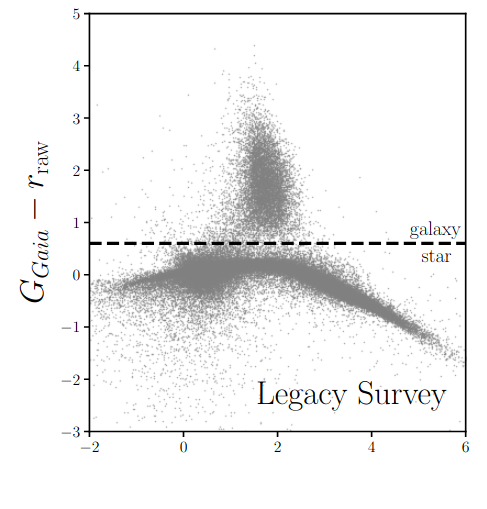 5
4
3
2
1
0
−1
−2
−3
G_Gaia − r_raw
galaxy
star
Legacy Survey
−2 0 2 4 6